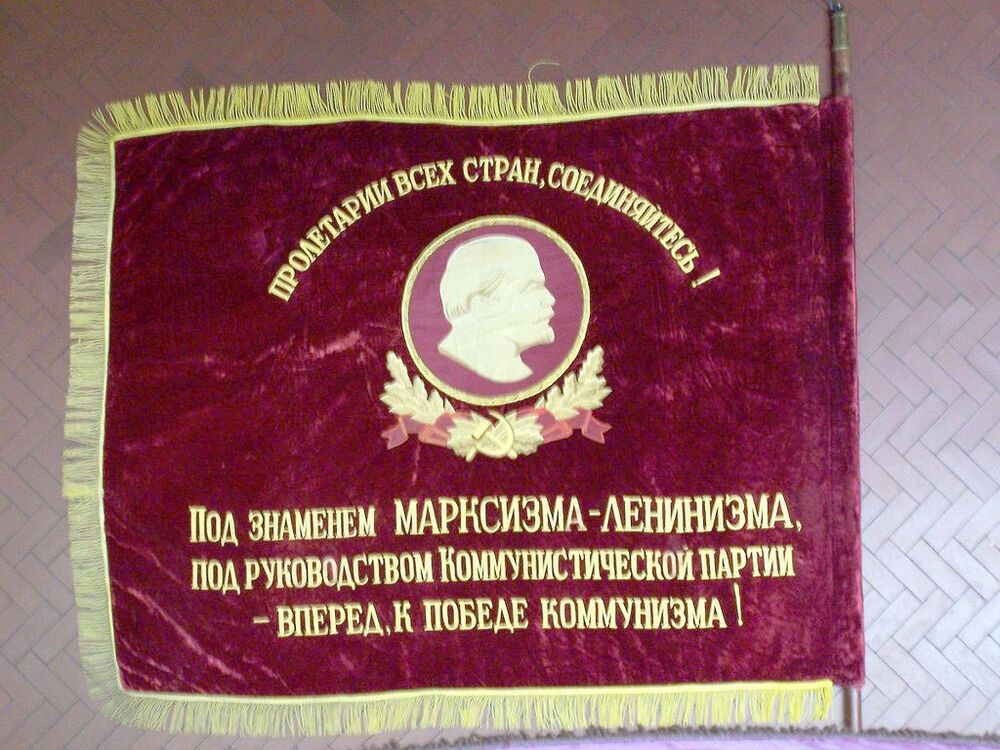 ПРОЛЕТАРИИ ВСЕХ СТРАН, СОЕДИНЯЙТЕСЬ!
ПОД ЗНАМЕНЕМ МАРКСИЗМА-ЛЕНИНИЗМА,
ПОД РУКОВОДСТВОМ КОММУНИСТИЧЕСКОЙ ПАРТИИ
- ВПЕРЕД, К ПОБЕДЕ КОММУНИЗМА!